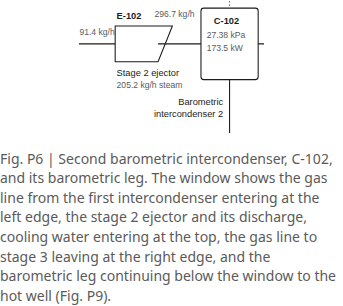 E-102
296.7 kg/h
C-102
91.4 kg/h
27.38 kPa
173.5 kW
Stage 2 ejector
205.2 kg/h steam
Barometric
intercondenser 2
Fig. P6 | Second barometric intercondenser, C-102,
and its barometric leg. The window shows the gas
line from the first intercondenser entering at the
left edge, the stage 2 ejector and its discharge,
cooling water entering at the top, the gas line to
stage 3 leaving at the right edge, and the
barometric leg continuing below the window to the
hot well (Fig. P9).